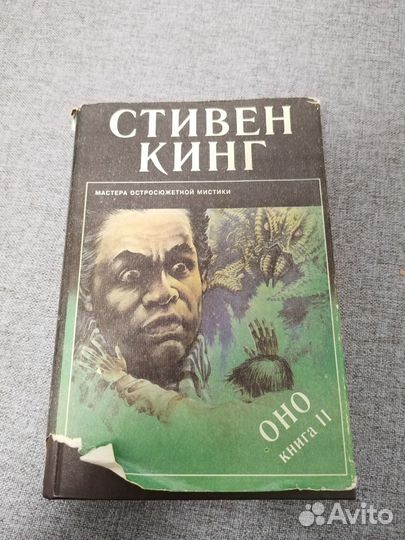 СТИВЕН
КИНГ
МАСТЕРА ОСТРОСЮЖЕТНОЙ МИСТИКИ
ОНО
книга II
Avito